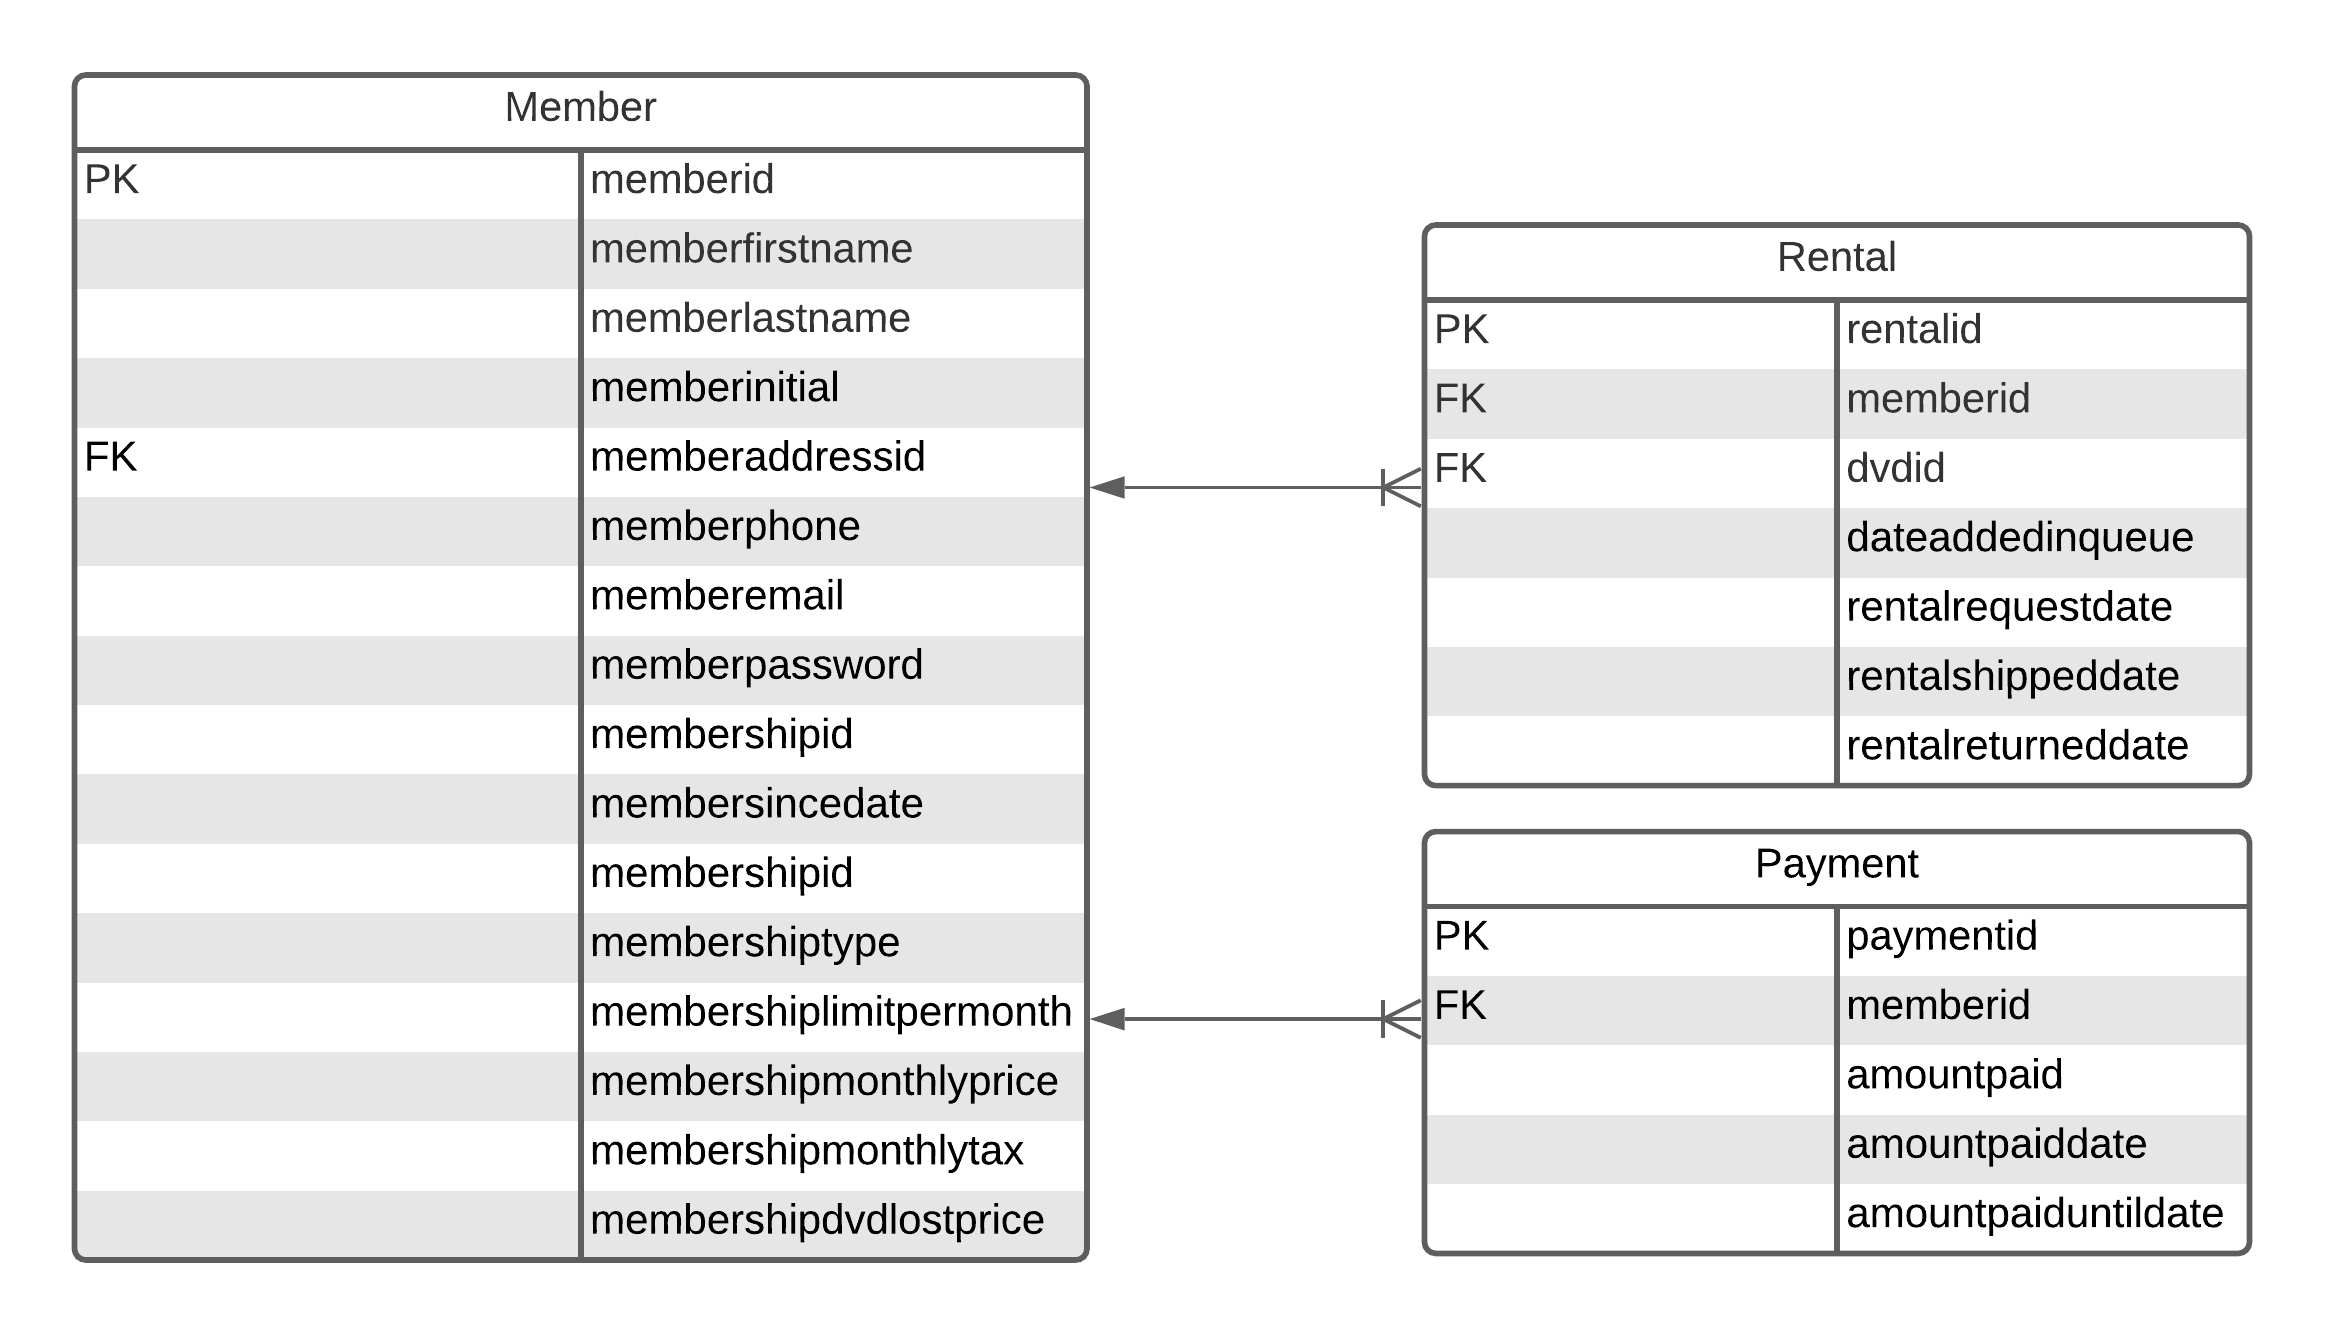 Member
PK memberid
memberfirstname
memberlastname
memberinitial
FK memberaddressid
memberphone
memberemail
memberpassword
membershipid
membersincedate
membershipid
membershiptype
membershiplimitpermonth
membershipmonthlyprice
membershipmonthlytax
membershipdvdlostprice
Rental
PK rentalid
FK memberid
FK dvdid
dateaddedinqueue
rentalrequestdate
rentalshippeddate
rentalreturneddate
Payment
PK paymentid
FK memberid
amountpaid
amountpaiddate
amountpaiduntildate